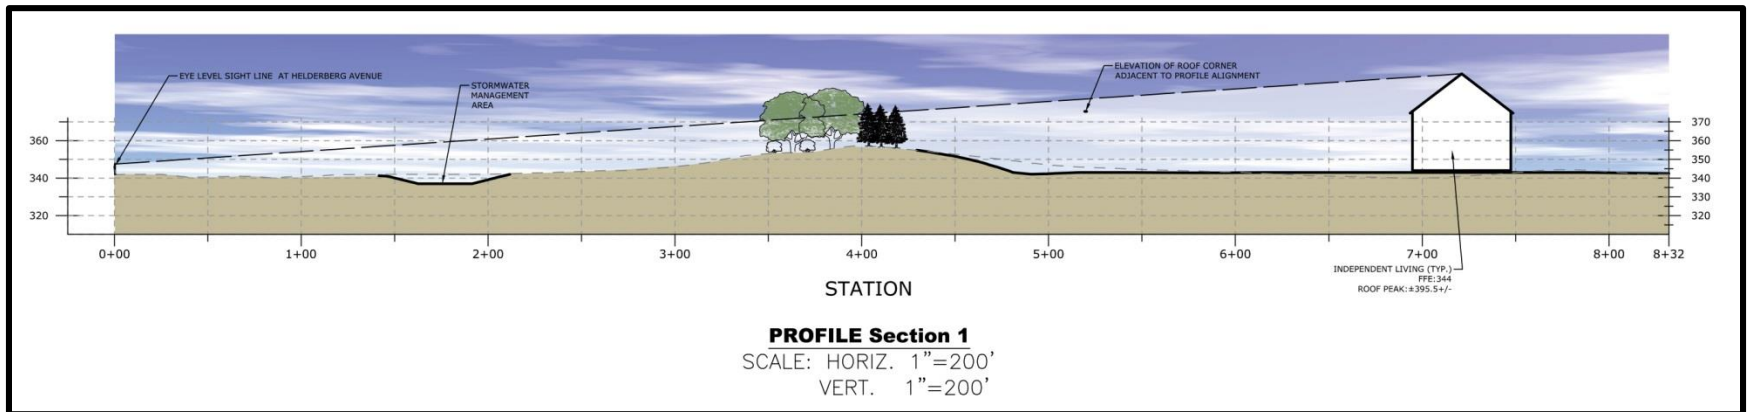 EYE LEVEL SIGHT LINE AT HELDERBERG AVENUE
STORMWATER
MANAGEMENT
AREA
ELEVATION OF ROOF CORNER
ADJACENT TO PROFILE ALIGNMENT
360
340
320
370
360
350
340
330
320
0+00 1+00 2+00 3+00 4+00 5+00 6+00 7+00 8+00 8+32
INDEPENDENT LIVING (TYP.)
FFE:344
ROOF PEAK:±395.5+/-
STATION
PROFILE Section 1
SCALE: HORIZ. 1"=200'
VERT. 1"=200'